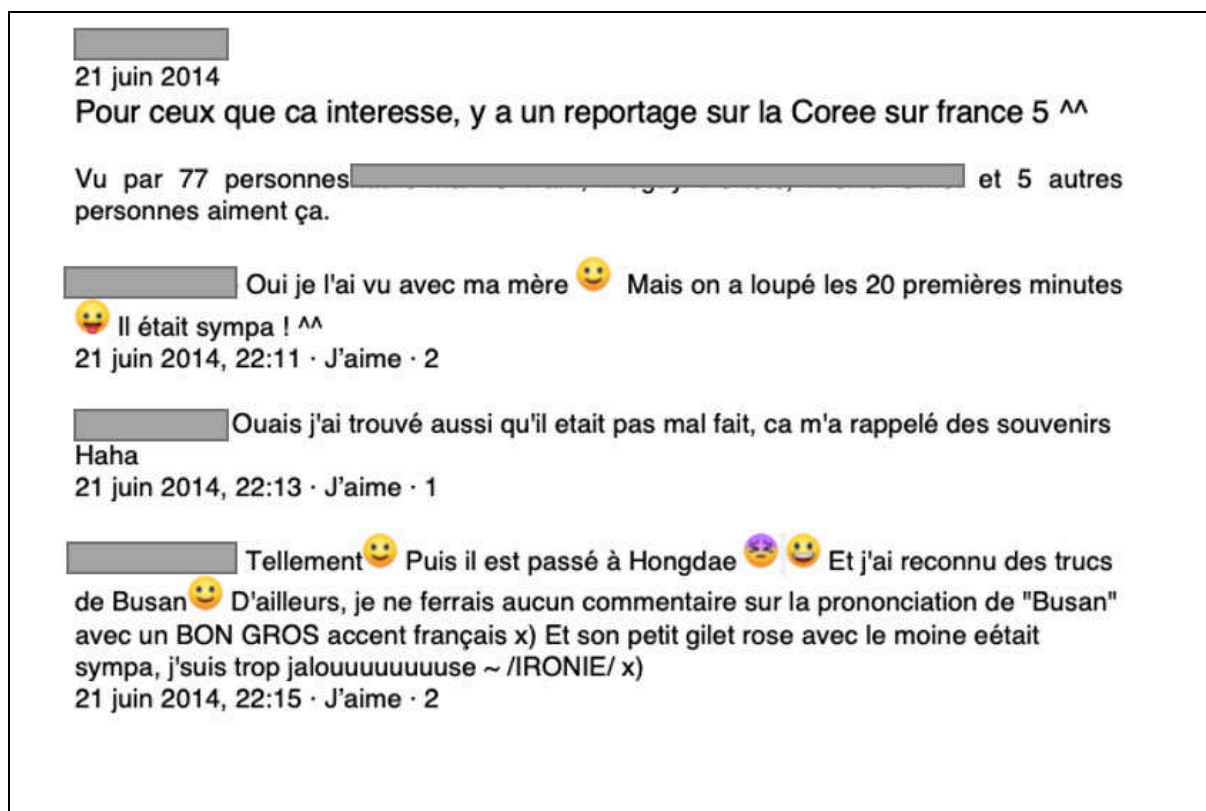 21 juin 2014
Pour ceux que ca interesse, y a un reportage sur la Coree sur france 5 ^^
Vu par 77 personnes et 5 autres
personnes aiment ça.
Oui je l'ai vu avec ma mère 🙂 Mais on a loupé les 20 premières minutes
😛 Il était sympa ! ^^
21 juin 2014, 22:11 · J'aime · 2
Ouais j'ai trouvé aussi qu'il etait pas mal fait, ca m'a rappelé des souvenirs
Haha
21 juin 2014, 22:13 · J'aime · 1
Tellement🙂 Puis il est passé à Hongdae 😣 😀 Et j'ai reconnu des trucs
de Busan🙂 D'ailleurs, je ne ferrais aucun commentaire sur la prononciation de "Busan"
avec un BON GROS accent français x) Et son petit gilet rose avec le moine eétait
sympa, j'suis trop jalouuuuuuuuuse ~ /IRONIE/ x)
21 juin 2014, 22:15 · J'aime · 2